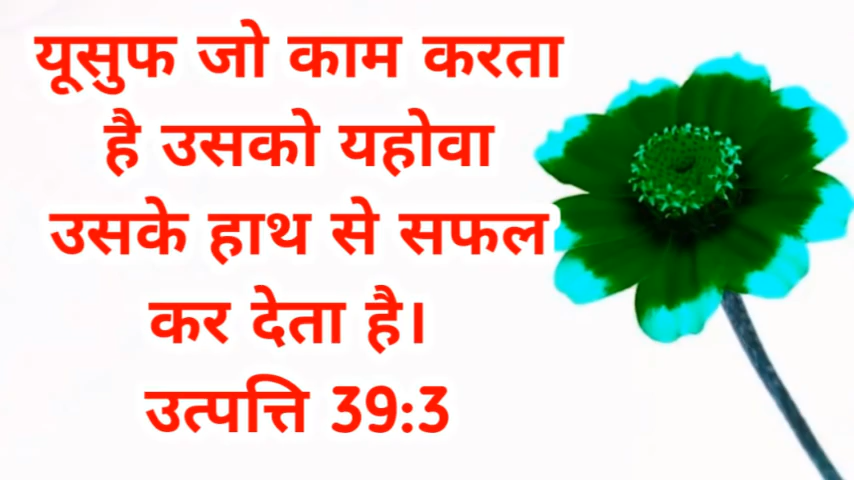 यूसुफ जो काम करता
है उसको यहोवा
उसके हाथ से सफल
कर देता है।
उत्पत्ति 39:3